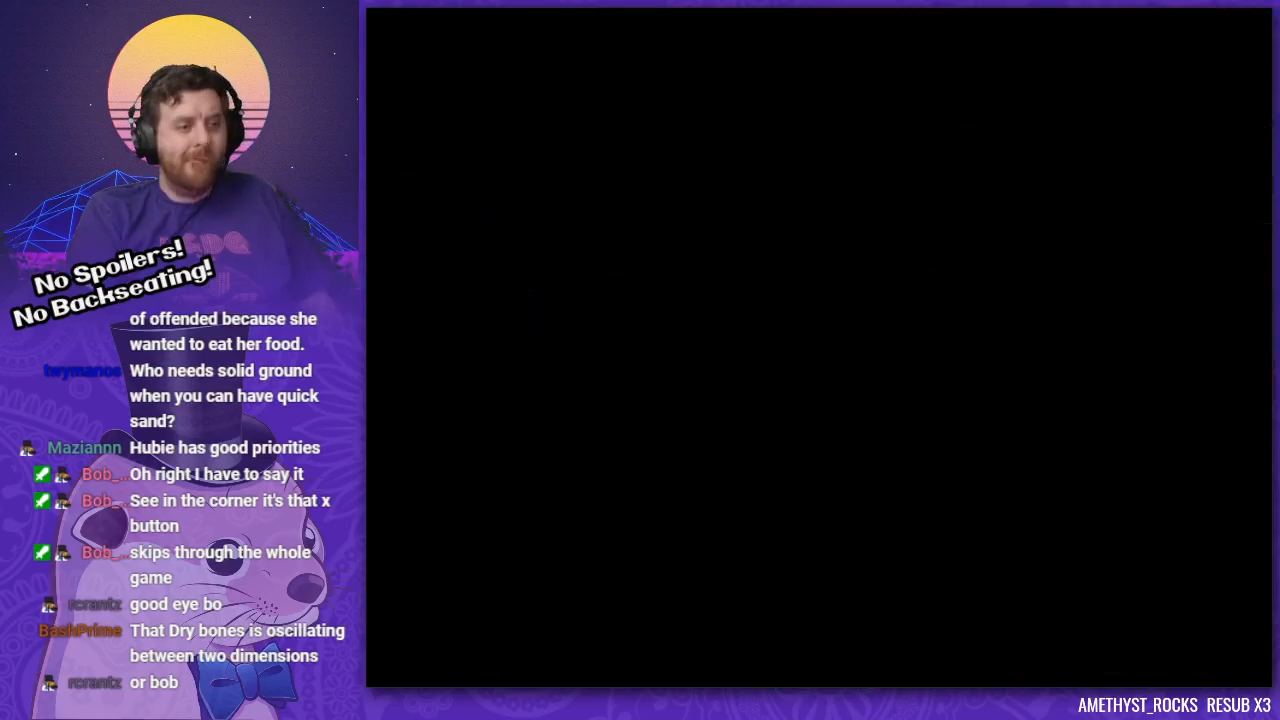 No Spoilers!
No Backseating!
of offended because she
wanted to eat her food.
twymanos Who needs solid ground
when you can have quick
sand?
Maziannn Hubie has good priorities
Bob_... Oh right I have to say it
Bob_... See in the corner it's that x
button
Bob_... skips through the whole
game
rcrantz good eye bo
BashPrime That Dry bones is oscillating
between two dimensions
rcrantz or bob
AMETHYST_ROCKS RESUB X3